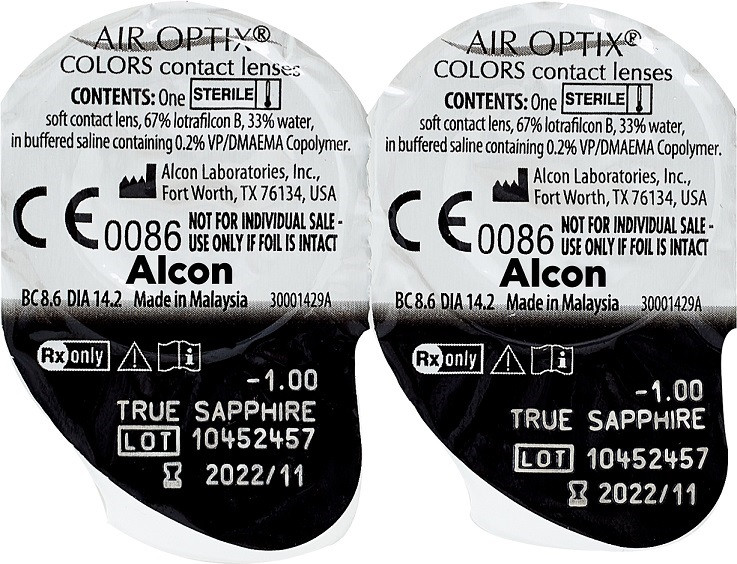 AIR OPTIX®
COLORS contact lenses
CONTENTS: One STERILE
soft contact lens, 67% lotrafilcon B, 33% water,
in buffered saline containing 0.2% VP/DMAEMA Copolymer.
Alcon Laboratories, Inc.,
Fort Worth, TX 76134, USA
CE 0086 NOT FOR INDIVIDUAL SALE -
USE ONLY IF FOIL IS INTACT
Alcon
BC 8.6 DIA 14.2 Made in Malaysia 30001429A
Rx only
-1.00
TRUE SAPPHIRE
LOT 10452457
2022/11
AIR OPTIX®
COLORS contact lenses
CONTENTS: One STERILE
soft contact lens, 67% lotrafilcon B, 33% water,
in buffered saline containing 0.2% VP/DMAEMA Copolymer.
Alcon Laboratories, Inc.,
Fort Worth, TX 76134, USA
CE 0086 NOT FOR INDIVIDUAL SALE -
USE ONLY IF FOIL IS INTACT
Alcon
BC 8.6 DIA 14.2 Made in Malaysia 30001429A
Rx only
-1.00
TRUE SAPPHIRE
LOT 10452457
2022/11